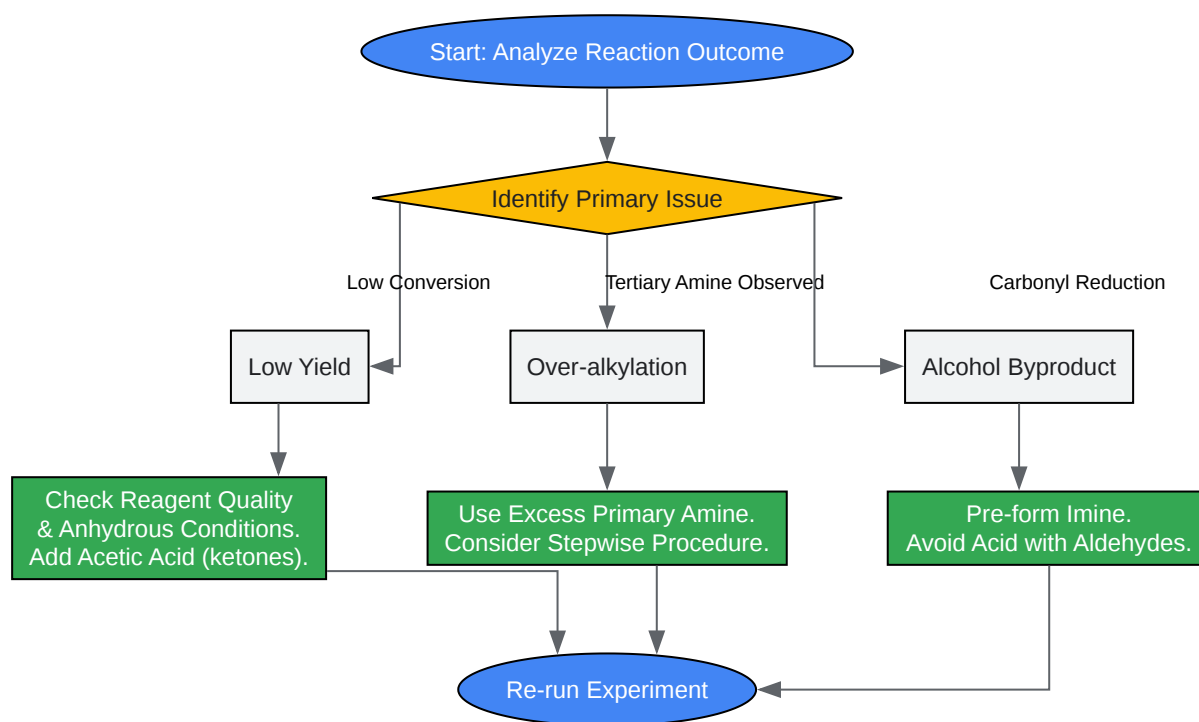 Start: Analyze Reaction Outcome
Identify Primary Issue
Low Conversion
Tertiary Amine Observed
Carbonyl Reduction
Low Yield
Over-alkylation
Alcohol Byproduct
Check Reagent Quality
& Anhydrous Conditions.
Add Acetic Acid (ketones).
Use Excess Primary Amine.
Consider Stepwise Procedure.
Pre-form Imine.
Avoid Acid with Aldehydes.
Re-run Experiment